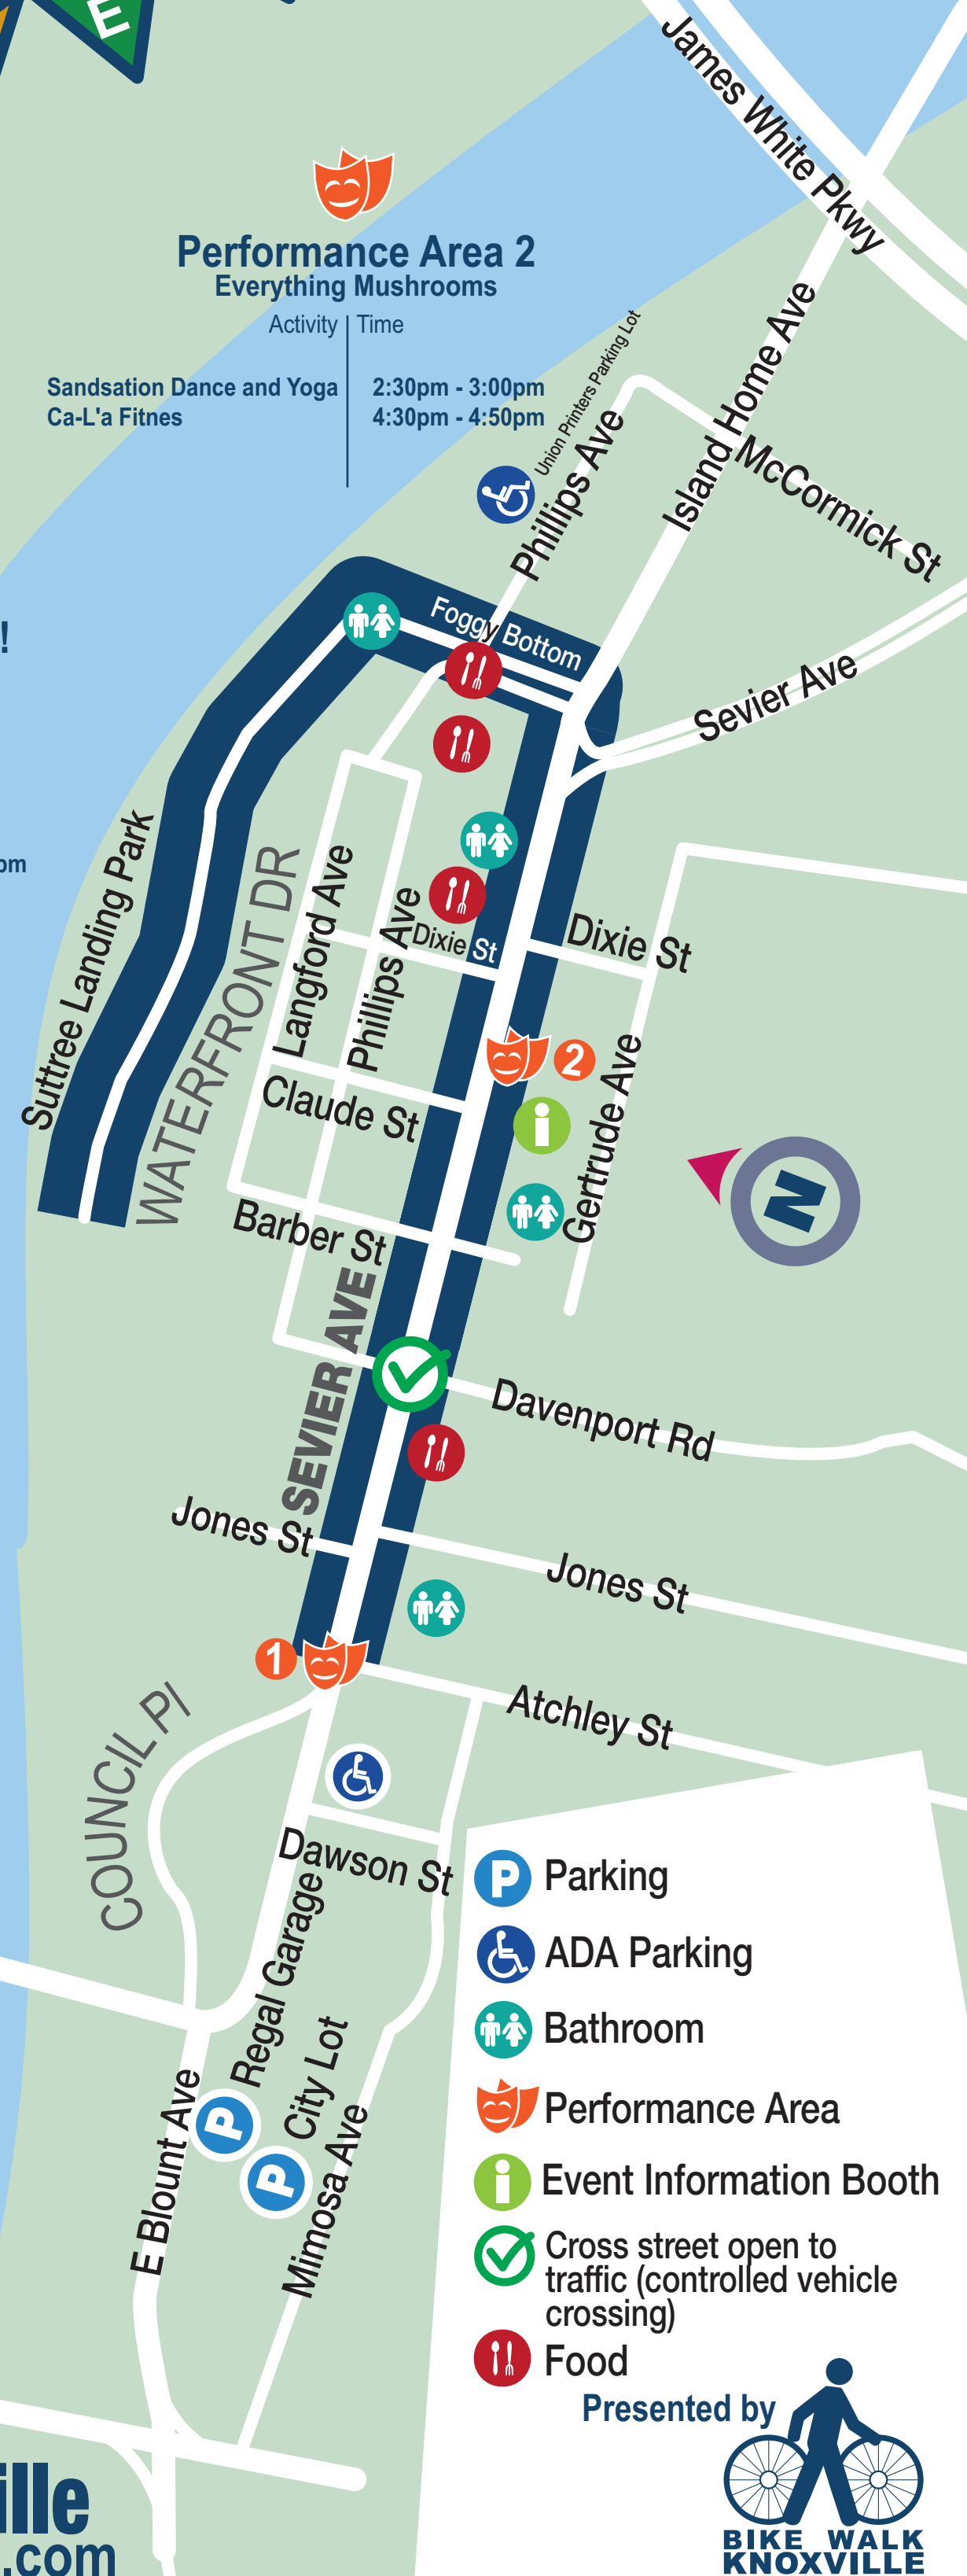 E
James White Pkwy
Performance Area 2
Everything Mushrooms
Activity | Time
Sandsation Dance and Yoga 2:30pm - 3:00pm
Ca-L'a Fitnes 4:30pm - 4:50pm
Union Printers Parking Lot
Phillips Ave
Island Home Ave
McCormick St
!
Foggy Bottom
Sevier Ave
pm
Suttree Landing Park
WATERFRONT DR
Langford Ave
Phillips Ave
Dixie St
Dixie St
2
Gertrude Ave
Claude St
i
N
Barber St
SEVIER AVE
Davenport Rd
Jones St
Jones St
1
COUNCIL Pl
Atchley St
Dawson St
Regal Garage
City Lot
P
P
E Blount Ave
Mimosa Ave
P Parking
ADA Parking
Bathroom
Performance Area
i Event Information Booth
Cross street open to
traffic (controlled vehicle
crossing)
Food
Presented by
BIKE WALK
KNOXVILLE
ille
.com